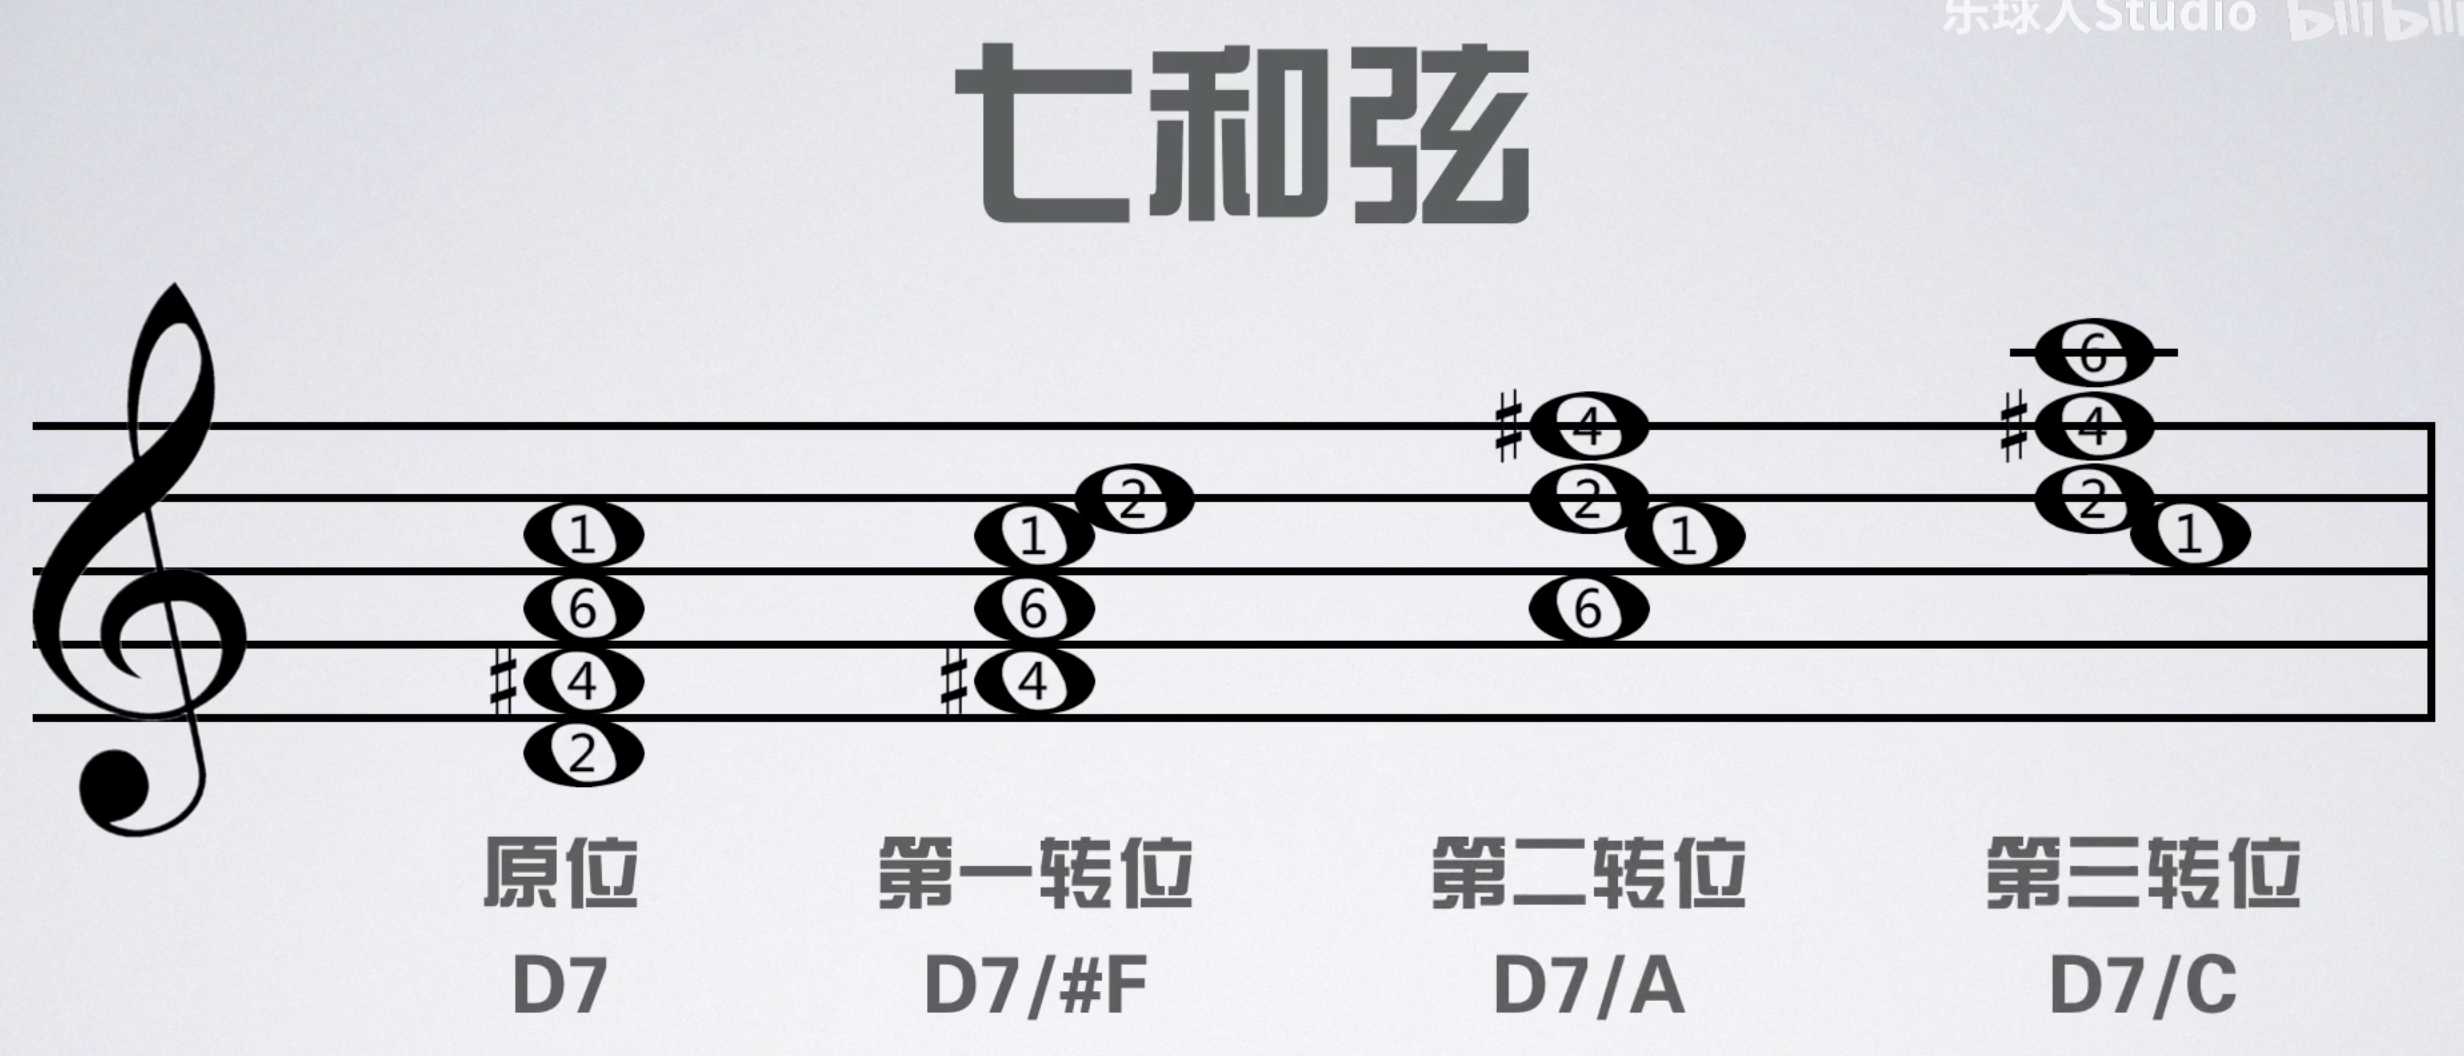 乐球人Studio bilibili
七和弦
6
♯4 ♯4
2 2 2
1 1 1 1
6 6 6
♯4 ♯4
2
原位 第一转位 第二转位 第三转位
D7 D7/#F D7/A D7/C